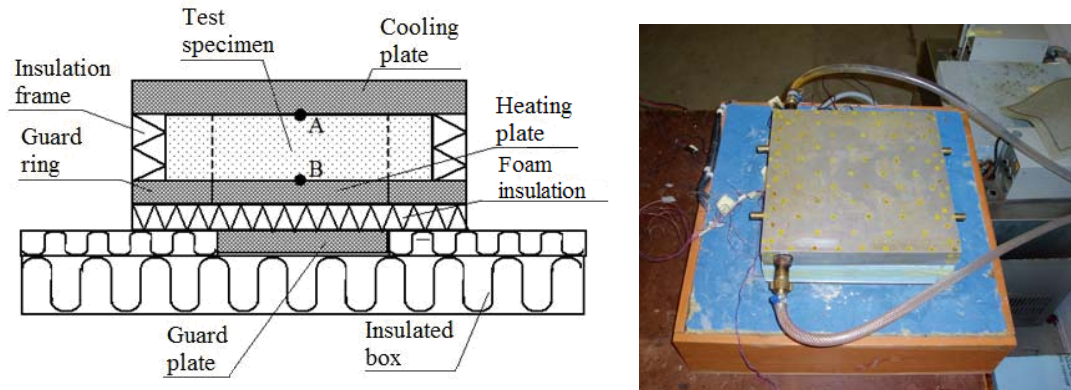 Test
specimen
Cooling
plate
Insulation
frame
Heating
plate
Guard
ring
Foam
insulation
A
B
Guard
plate
Insulated
box